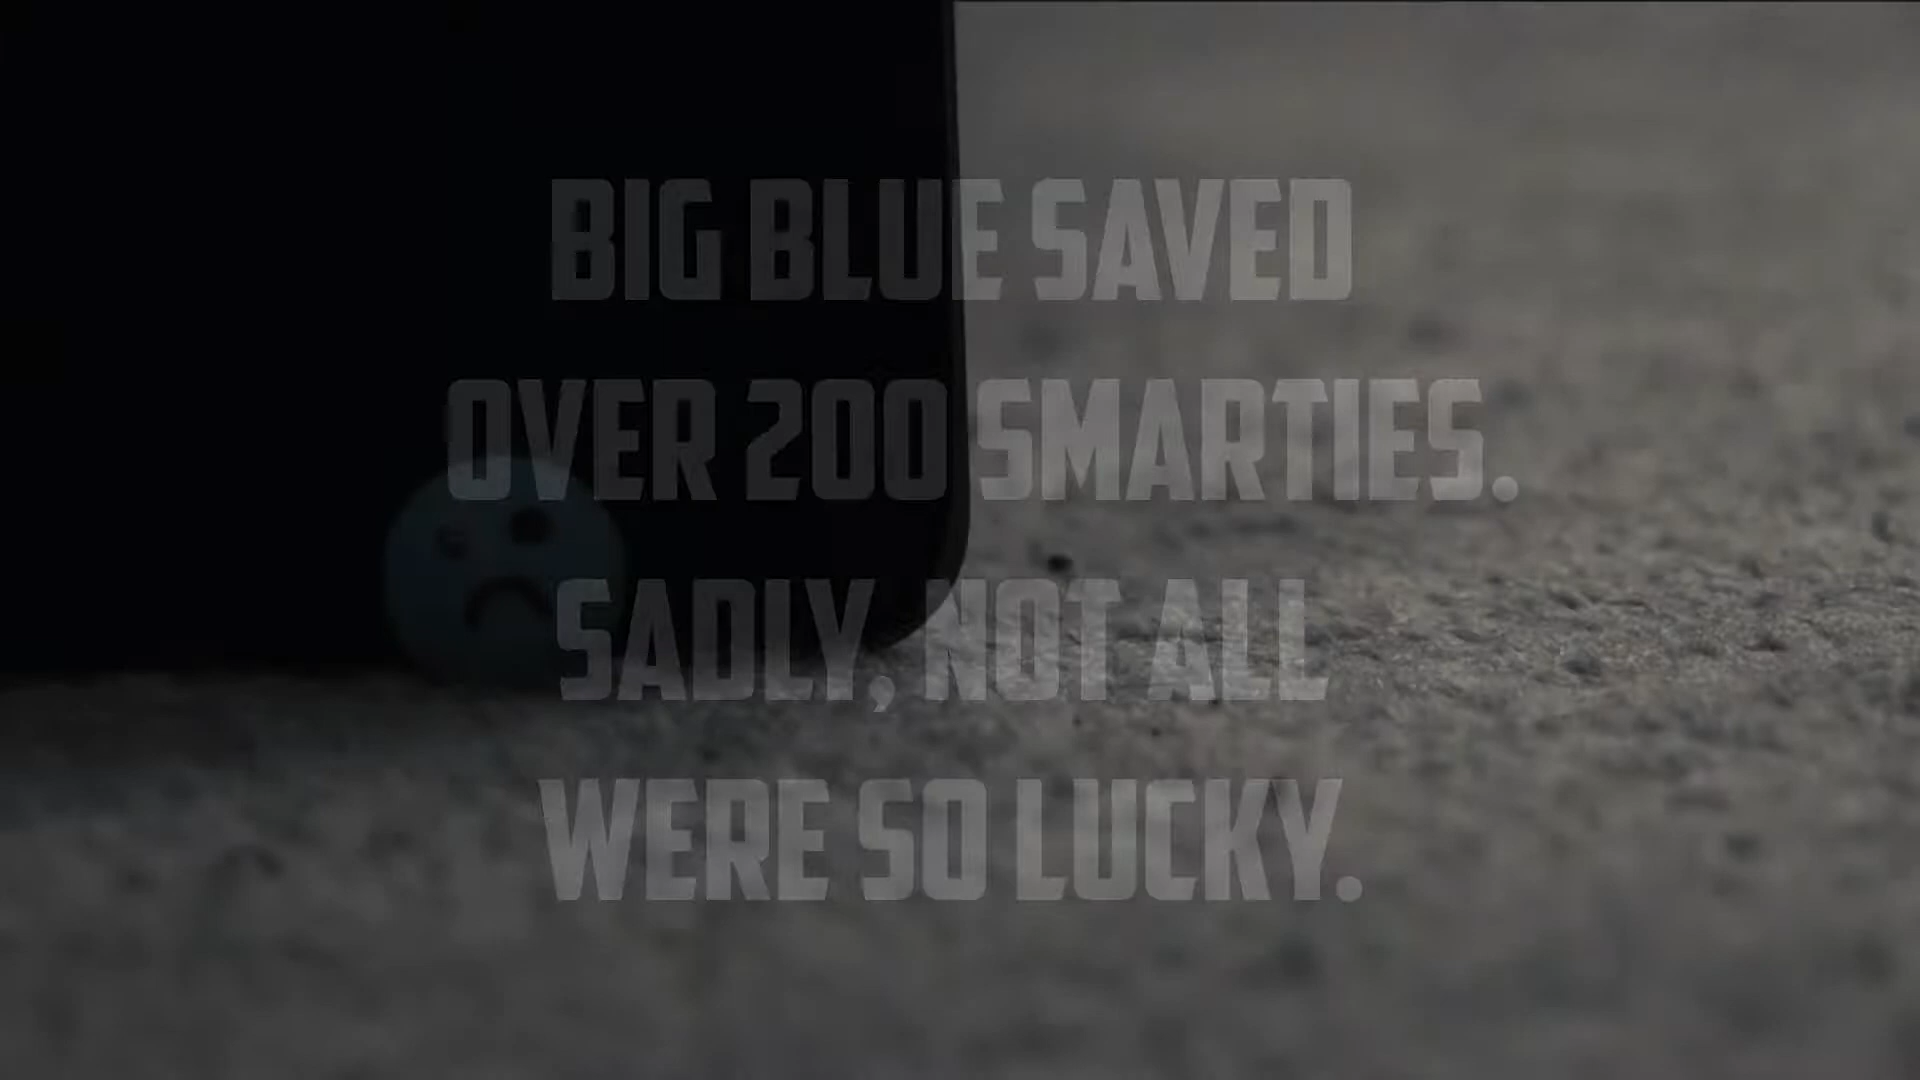 BIG BLUE SAVED
OVER 200 SMARTIES.
SADLY, NOT ALL
WERE SO LUCKY.